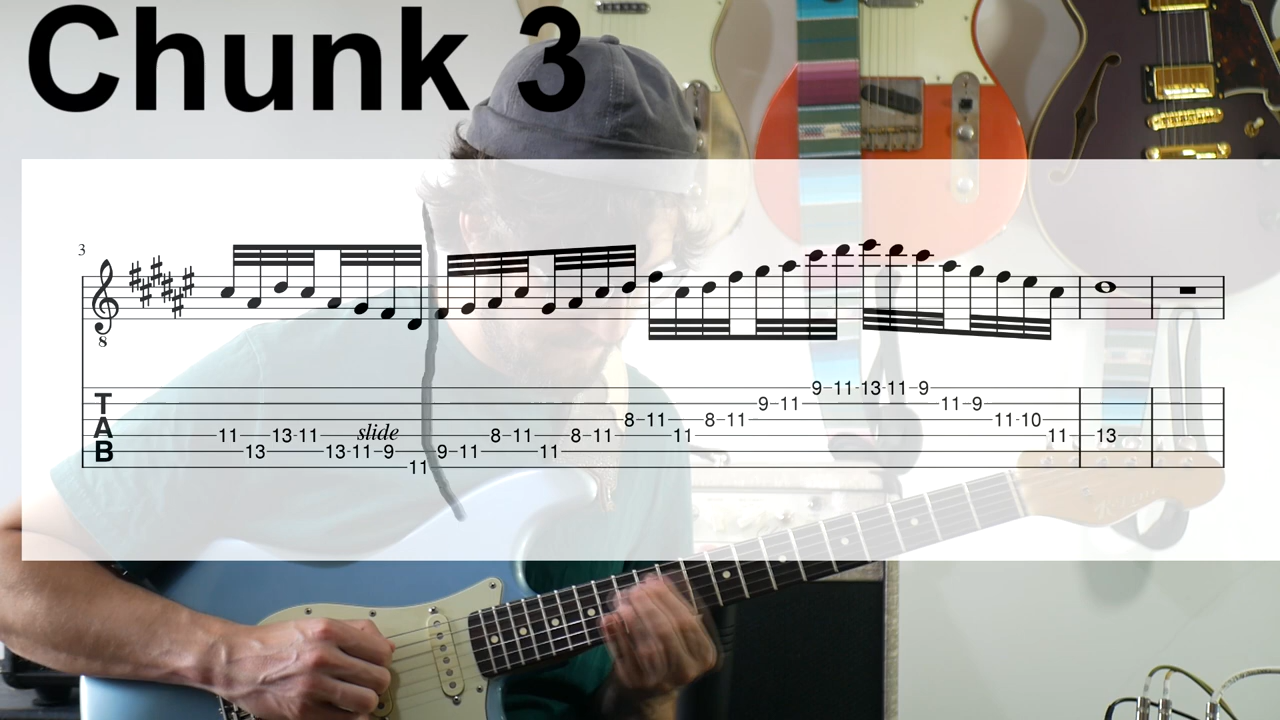 Chunk 3
3
8
9 11 13 11 9
T 9 11 11 9
8 11 8 11 11 10
A 11 13 11 slide 8 11 8 11 11 11 13
B 13 13 11 9 9 11 11
11